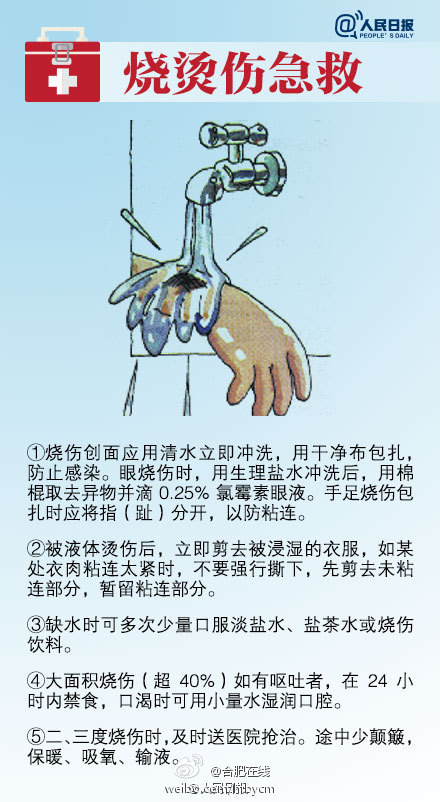 @人民日报
PEOPLE'S DAILY
烧烫伤急救
①烧伤创面应用清水立即冲洗，用干净布包扎，
防止感染。眼烧伤时，用生理盐水冲洗后，用棉
棍取去异物并滴 0.25% 氯霉素眼液。手足烧伤包
扎时应将指（趾）分开，以防粘连。
②被液体烫伤后，立即剪去被浸湿的衣服，如某
处衣肉粘连太紧时，不要强行撕下，先剪去未粘
连部分，暂留粘连部分。
③缺水时可多次少量口服淡盐水、盐茶水或烧伤
饮料。
④大面积烧伤（超 40%）如有呕吐者，在 24 小
时内禁食，口渴时可用小量水湿润口腔。
⑤二、三度烧伤时，及时送医院抢治。途中少颠簸，
保暖、吸氧、输液。
@合肥在线
@人民日报